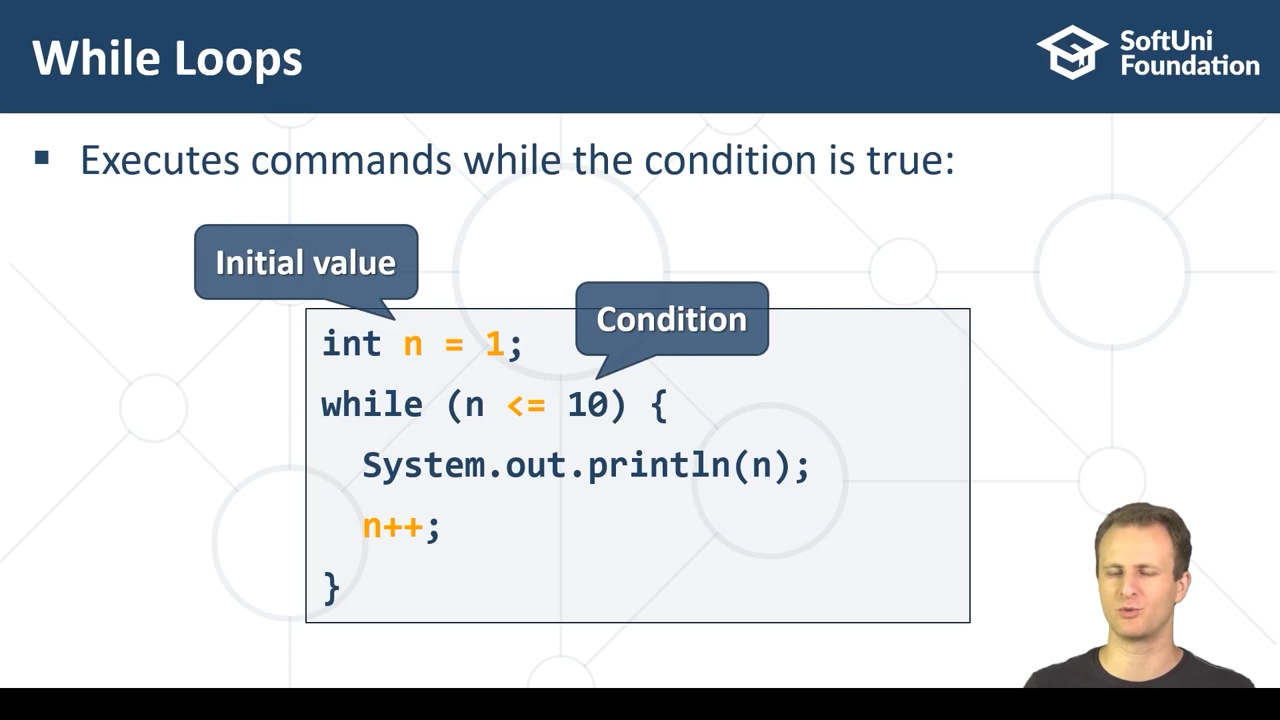 While Loops
SoftUni
Foundation
▪ Executes commands while the condition is true:
Initial value
Condition
int n = 1;
while (n <= 10) {
  System.out.println(n);
  n++;
}